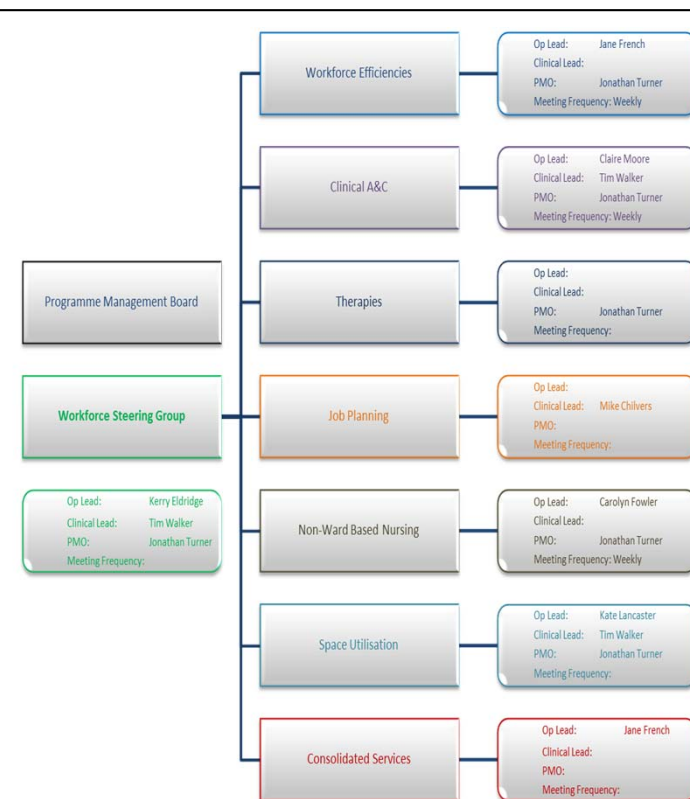 Workforce Efficiencies
Op Lead: Jane French
Clinical Lead:
PMO: Jonathan Turner
Meeting Frequency: Weekly
Clinical A&C
Op Lead: Claire Moore
Clinical Lead: Tim Walker
PMO: Jonathan Turner
Meeting Frequency: Weekly
Programme Management Board
Therapies
Op Lead:
Clinical Lead:
PMO: Jonathan Turner
Meeting Frequency:
Workforce Steering Group
Job Planning
Op Lead:
Clinical Lead: Mike Chilvers
PMO:
Meeting Frequency:
Op Lead: Kerry Eldridge
Clinical Lead: Tim Walker
PMO: Jonathan Turner
Meeting Frequency:
Non-Ward Based Nursing
Op Lead: Carolyn Fowler
Clinical Lead:
PMO: Jonathan Turner
Meeting Frequency: Weekly
Space Utilisation
Op Lead: Kate Lancaster
Clinical Lead: Tim Walker
PMO: Jonathan Turner
Meeting Frequency:
Consolidated Services
Op Lead: Jane French
Clinical Lead:
PMO:
Meeting Frequency: